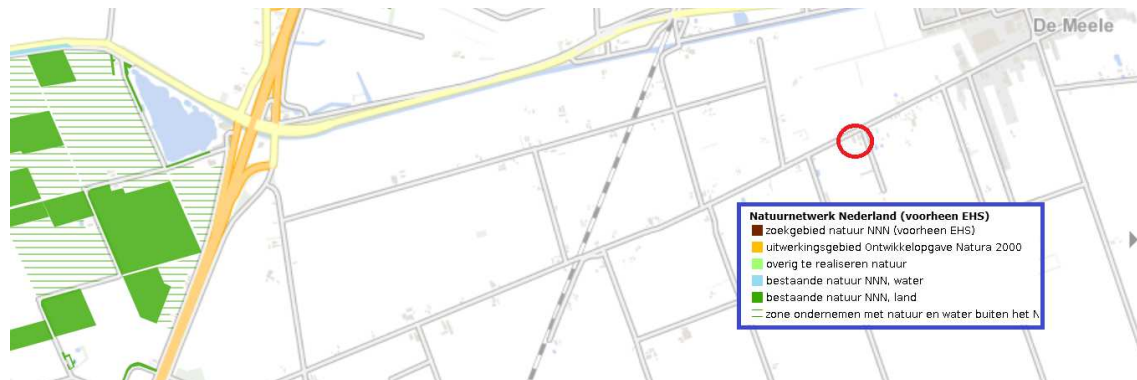 De Meele
Natuurnetwerk Nederland (voorheen EHS)
zoekgebied natuur NNN (voorheen EHS)
uitwerkingsgebied Ontwikkelopgave Natura 2000
overig te realiseren natuur
bestaande natuur NNN, water
bestaande natuur NNN, land
zone ondernemen met natuur en water buiten het N